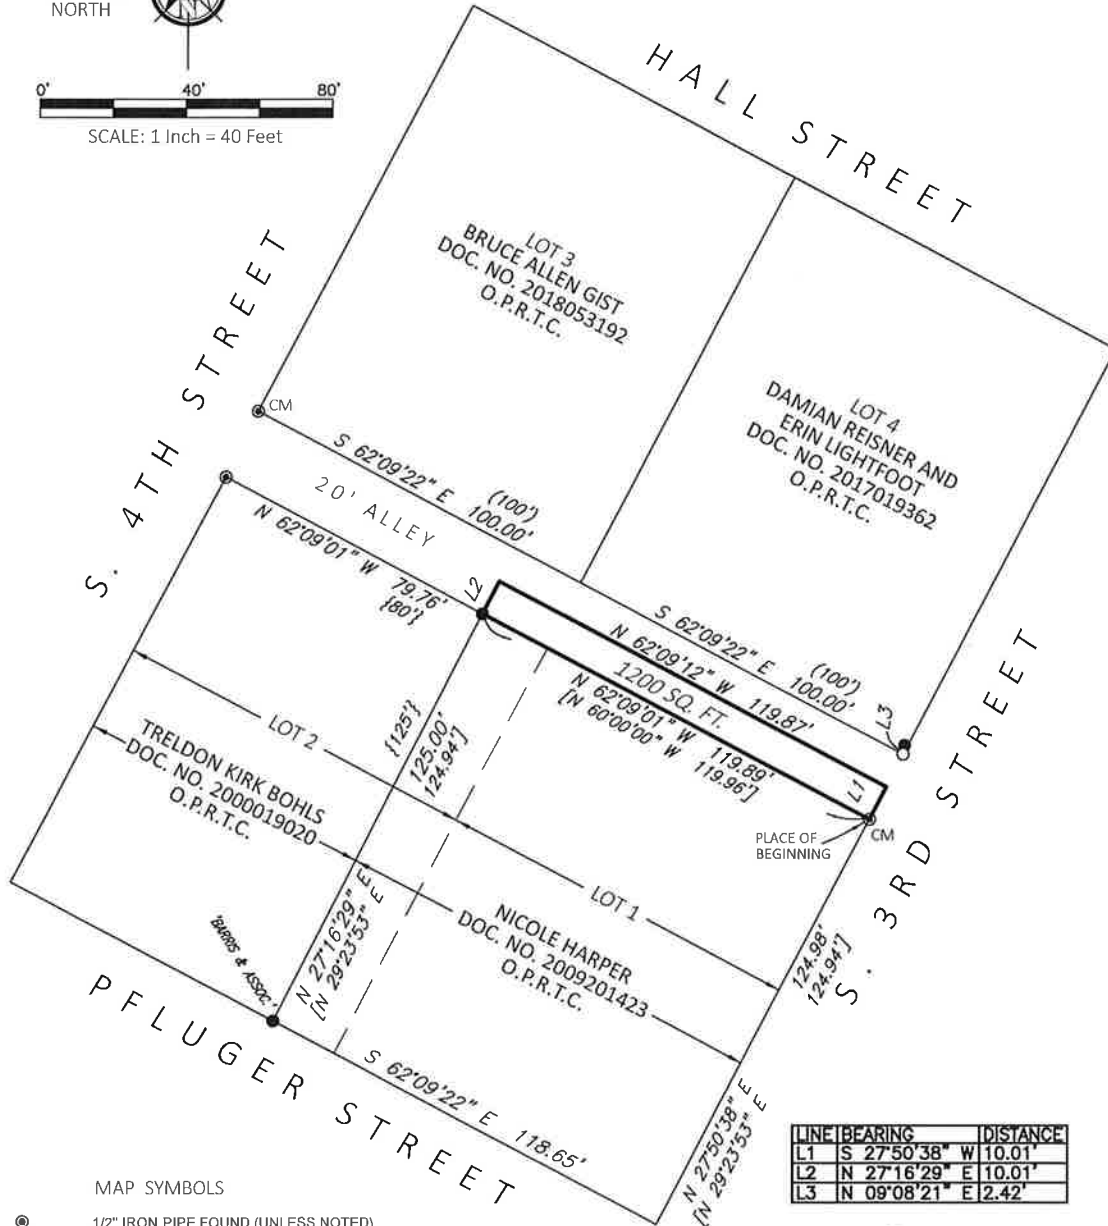 NORTH
0' 40' 80'
SCALE: 1 Inch = 40 Feet
HALL STREET
LOT 3
BRUCE ALLEN GIST
DOC. NO. 2018053192
O.P.R.T.C.
S. 4TH STREET
CM
LOT 4
DAMIAN REISNER AND
ERIN LIGHTFOOT
DOC. NO. 2017019362
O.P.R.T.C.
S 62°09'22" E (100')
100.00'
20' ALLEY
N 62°09'01" W 79.76'
{80'}
L2
S 62°09'22" E (100')
100.00'
N 62°09'12" W 119.87'
1200 SQ. FT.
N 62°09'01" W 119.89'
[N 60°00'00" W 119.96']
L3
L1
CM
PLACE OF
BEGINNING
S. 3RD STREET
{125'}
125.00'
124.94']
LOT 2
TRELDON KIRK BOHLS
DOC. NO. 2000019020
O.P.R.T.C.
LOT 1
NICOLE HARPER
DOC. NO. 2009201423
O.P.R.T.C.
124.98'
124.94']
"BARRIS & ASSOC."
N 27°16'29" E
[N 29°23'53" E
PFLUGER STREET
S 62°09'22" E 118.65'
N 27°50'38" E
[N 29°23'53" E
LINE BEARING DISTANCE
L1 S 27°50'38" W 10.01'
L2 N 27°16'29" E 10.01'
L3 N 09°08'21" E 2.42'
MAP SYMBOLS
1/2" IRON PIPE FOUND (UNLESS NOTED)